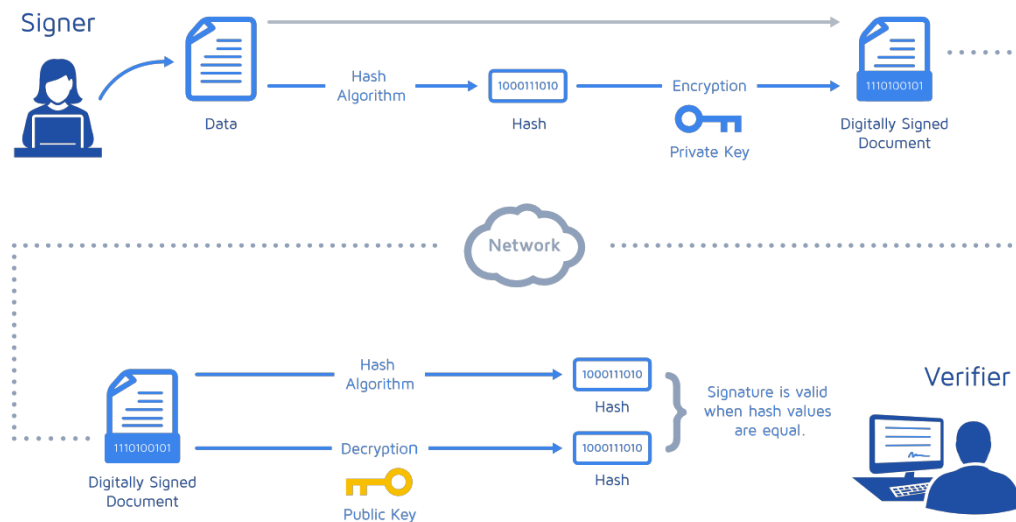 Signer
Data
Hash
Algorithm
1000111010
Hash
Encryption
Private Key
1110100101
Digitally Signed
Document
Network
1110100101
Digitally Signed
Document
Hash
Algorithm
1000111010
Hash
Decryption
Public Key
1000111010
Hash
Signature is valid
when hash values
are equal.
Verifier